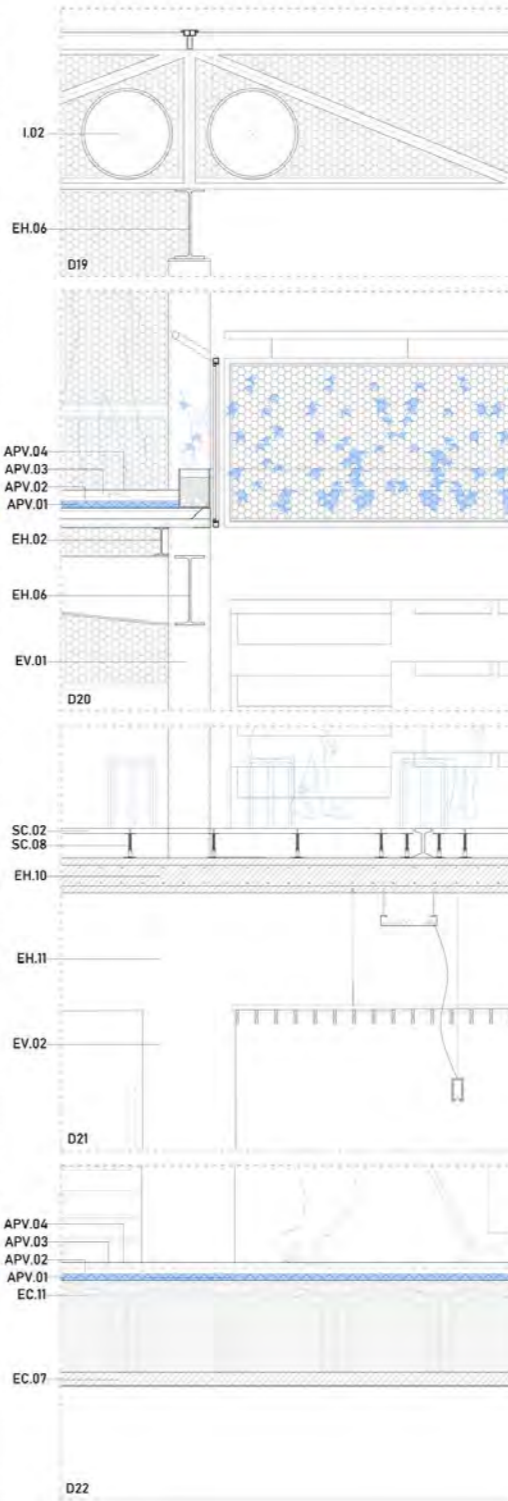 I.02
EH.06
D19
APV.04
APV.03
APV.02
APV.01
EH.02
EH.06
EV.01
D20
SC.02
SC.08
EH.10
EH.11
EV.02
D21
APV.04
APV.03
APV.02
APV.01
EC.11
EC.07
D22